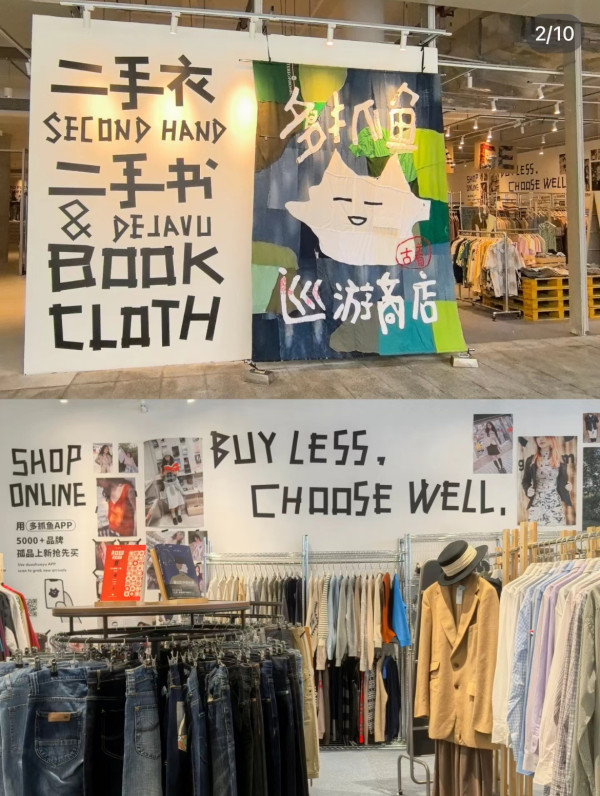 2/10
二手衣
SECOND HAND
二手书
& DEJAVU
BOOK
CLOTH
多抓鱼
古着
巡游商店
LESS.
CHOOSE WELL
SHOP
ONLINE
用 多抓鱼APP
5000+品牌
孤品上新抢先买
BUY LESS.
CHOOSE WELL.